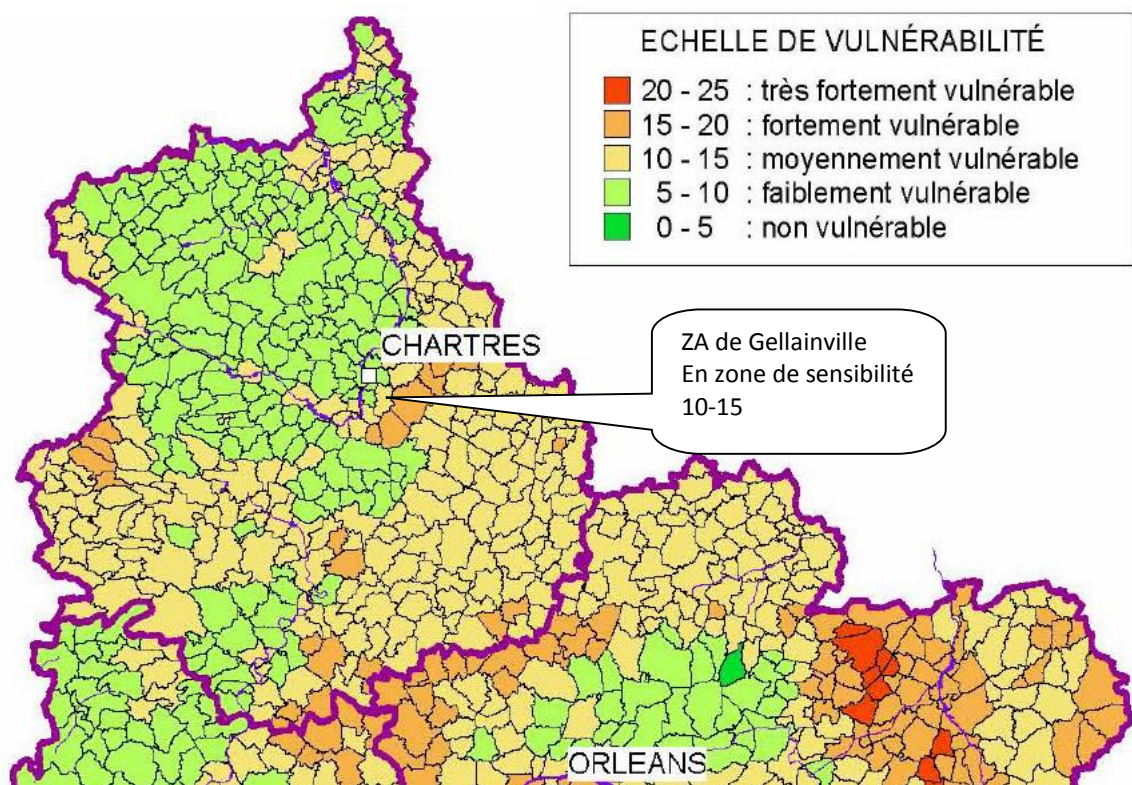 ECHELLE DE VULNÉRABILITÉ
20 - 25 : très fortement vulnérable
15 - 20 : fortement vulnérable
10 - 15 : moyennement vulnérable
5 - 10 : faiblement vulnérable
0 - 5 : non vulnérable
CHARTRES
ZA de Gellainville
En zone de sensibilité
10-15
ORLEANS